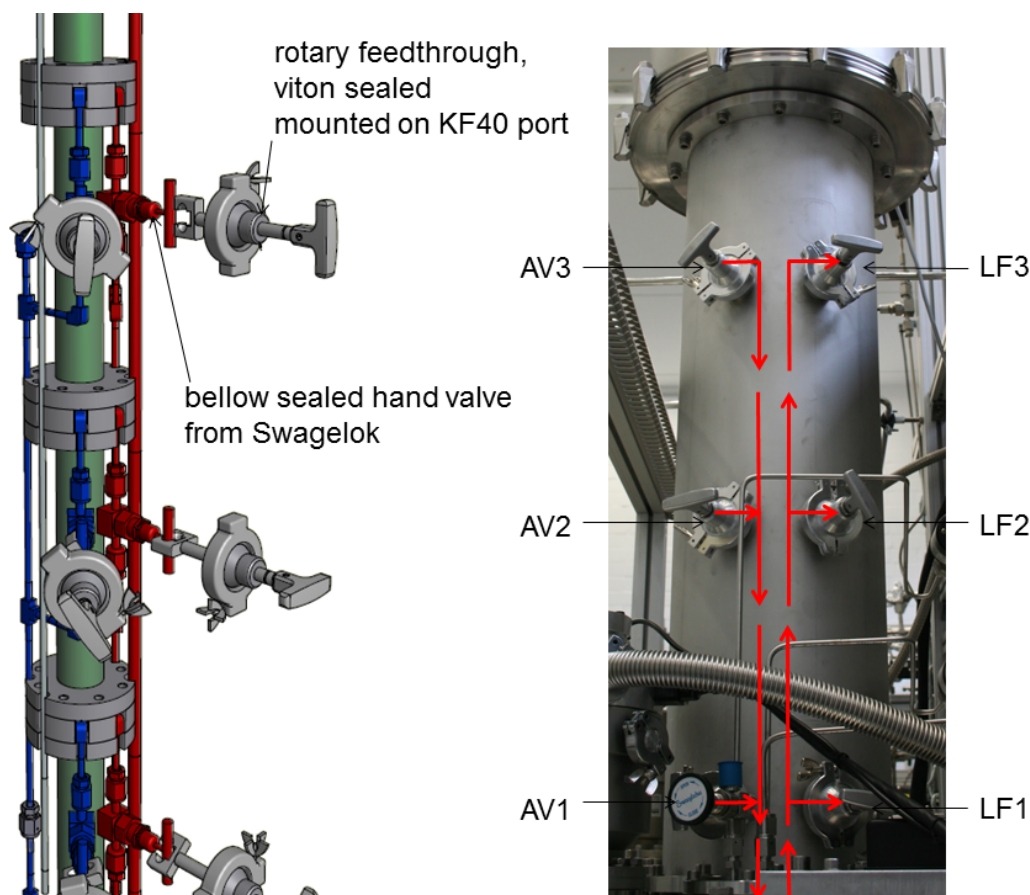 rotary feedthrough,
viton sealed
mounted on KF40 port
bellow sealed hand valve
from Swagelok
AV3
LF3
AV2
LF2
AV1
LF1
Swagelok